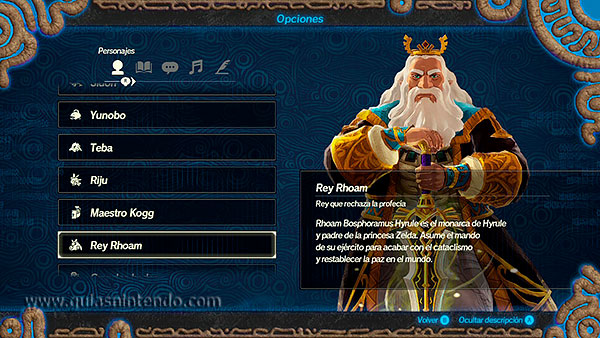 Opciones
Personajes
R
Yunobo
Teba
Riju
Maestro Kogg
Rey Rhoam
Rey Rhoam
Rey que rechaza la profecía
Rhoam Bosphoramus Hyrule es el monarca de Hyrule
y padre de la princesa Zelda. Asume el mando
de su ejército para acabar con el cataclismo
y restablecer la paz en el mundo.
www.guiasnintendo.com
Volver B Ocultar descripción A